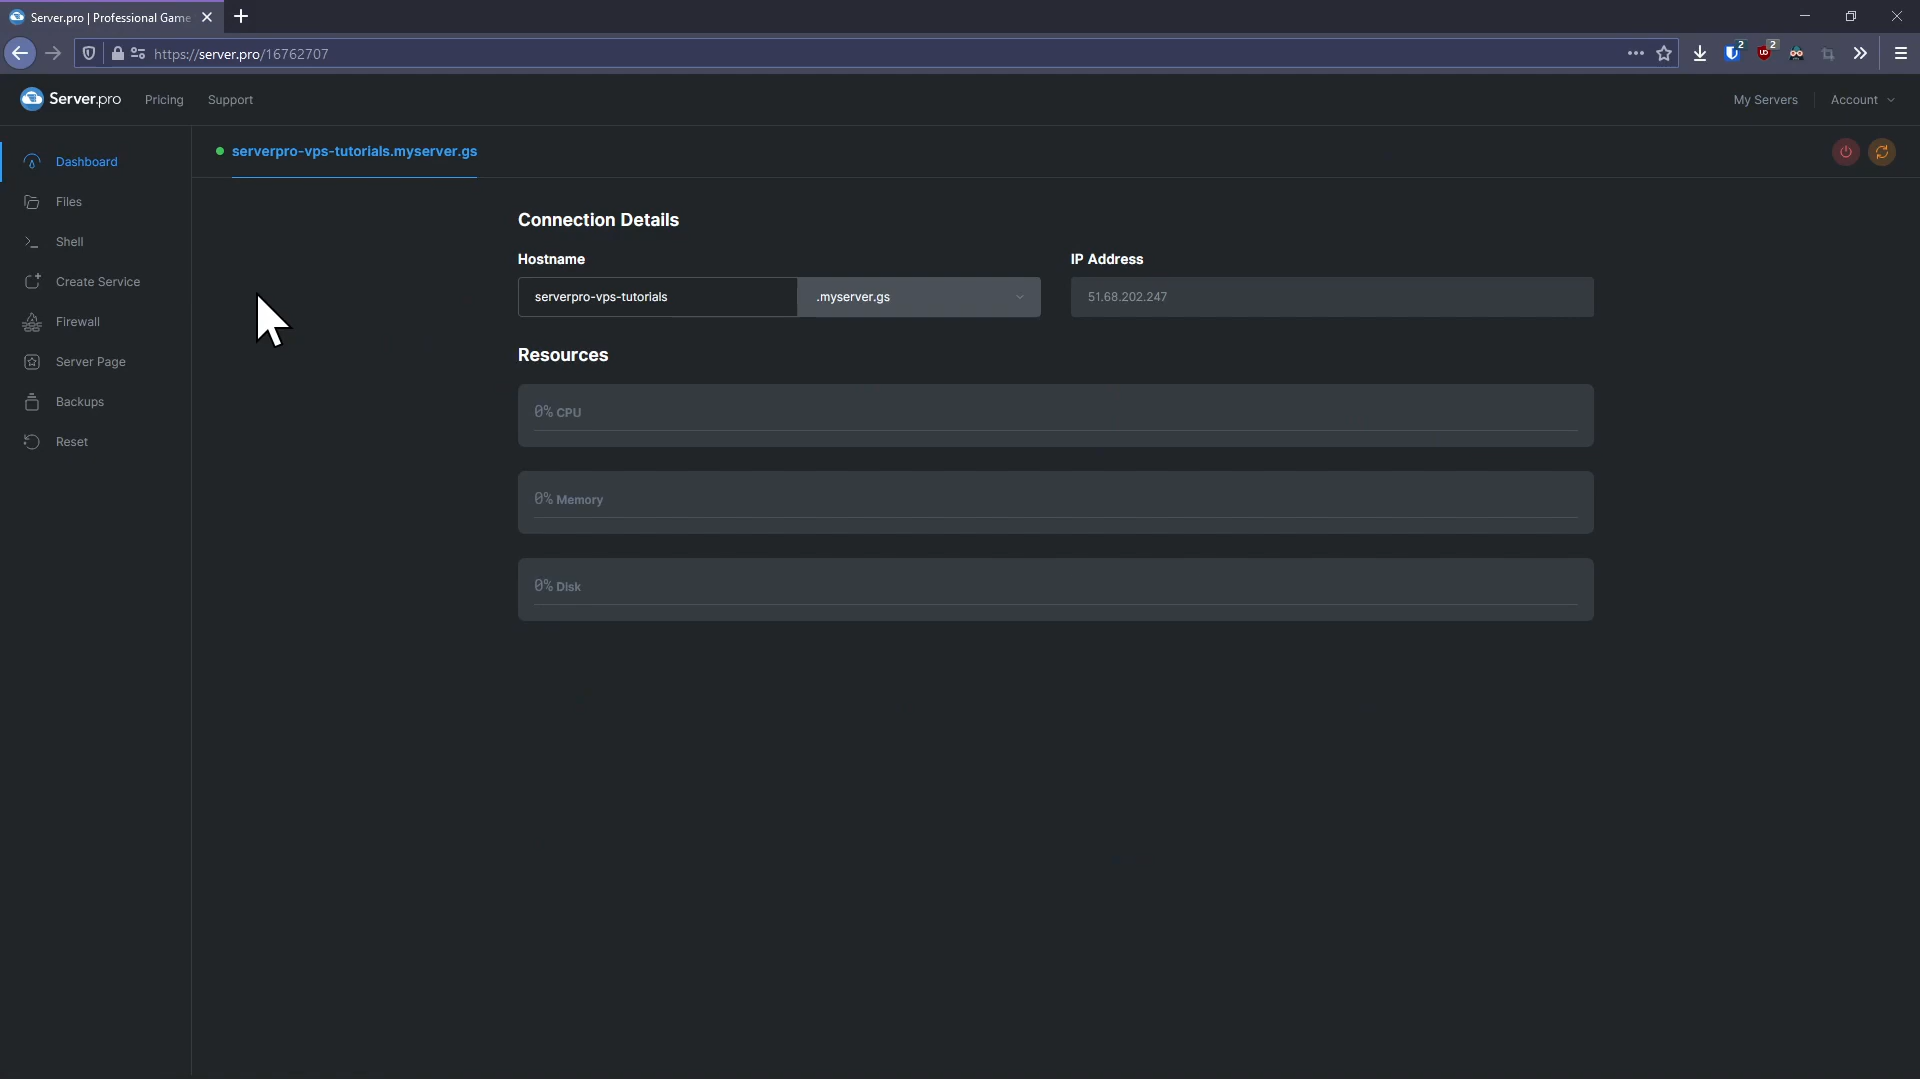 Server.pro | Professional Game
https://server.pro/16762707
2
2
Server.pro
Pricing
Support
My Servers
Account
Dashboard
Files
Shell
Create Service
Firewall
Server Page
Backups
Reset
serverpro-vps-tutorials.myserver.gs
Connection Details
Hostname
IP Address
serverpro-vps-tutorials
.myserver.gs
51.68.202.247
Resources
0% CPU
0% Memory
0% Disk